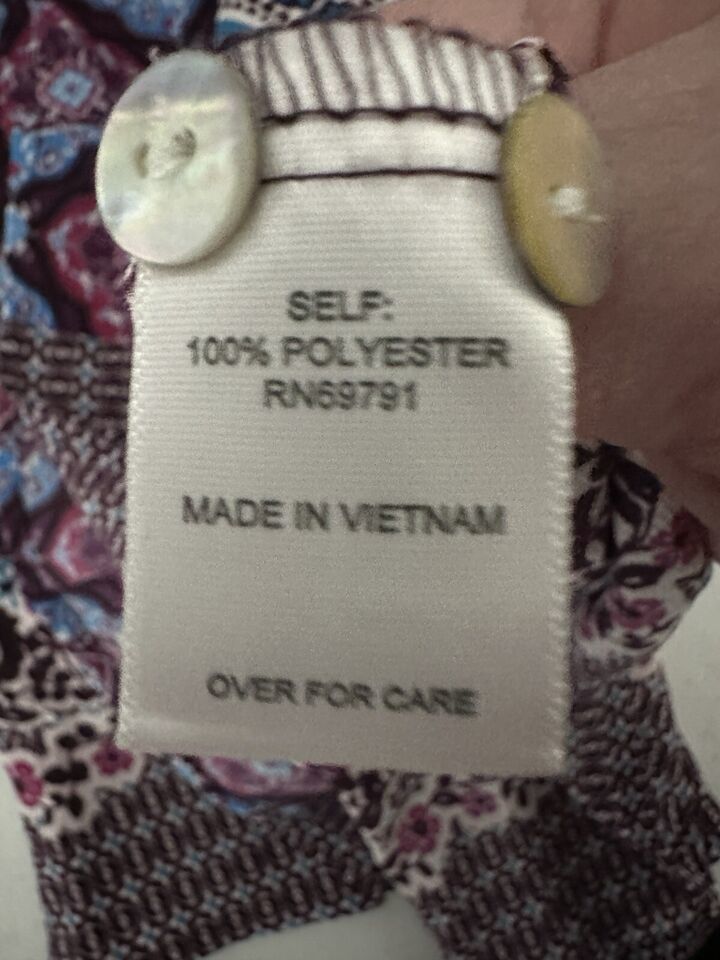 SELF:
100% POLYESTER
RN69791
MADE IN VIETNAM
OVER FOR CARE